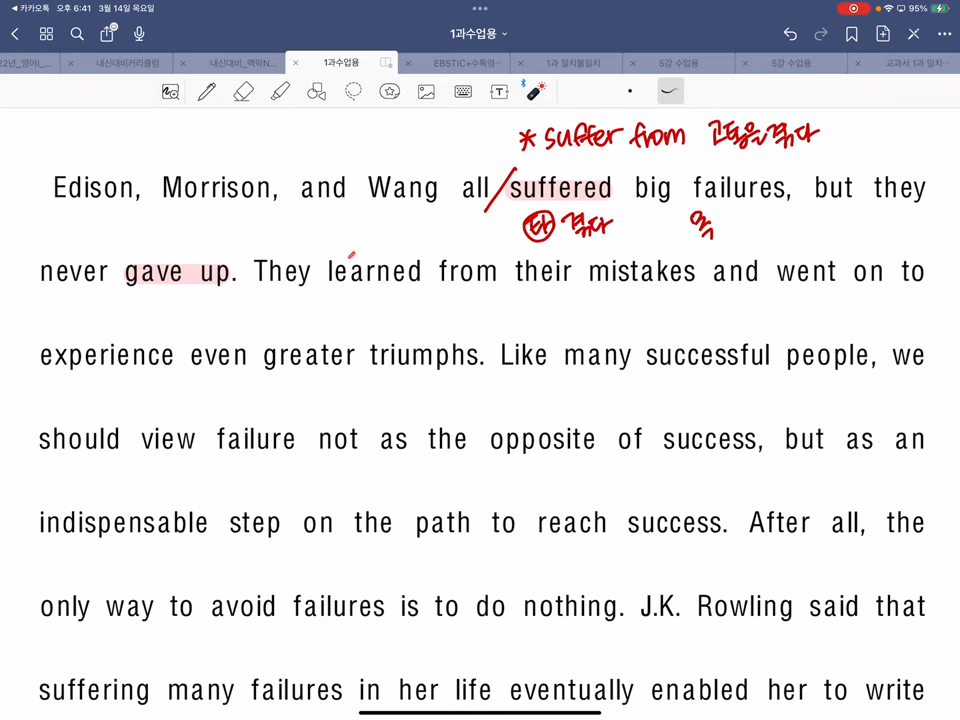 카카오톡 오후 6:41 3월 14일 목요일 95%
1과수업용
22년_영어I_... 내신대비커리큘럼 내신대비_맥락N... 1과수업용 EBSTIC+수특영... 1과 일치불일치 5강 수업용 5강 수업용 교과서 1과 일치...
* suffer from 고통을 겪다
Edison, Morrison, and Wang all suffered big failures, but they
타 겪다 목
never gave up. They learned from their mistakes and went on to
experience even greater triumphs. Like many successful people, we
should view failure not as the opposite of success, but as an
indispensable step on the path to reach success. After all, the
only way to avoid failures is to do nothing. J.K. Rowling said that
suffering many failures in her life eventually enabled her to write